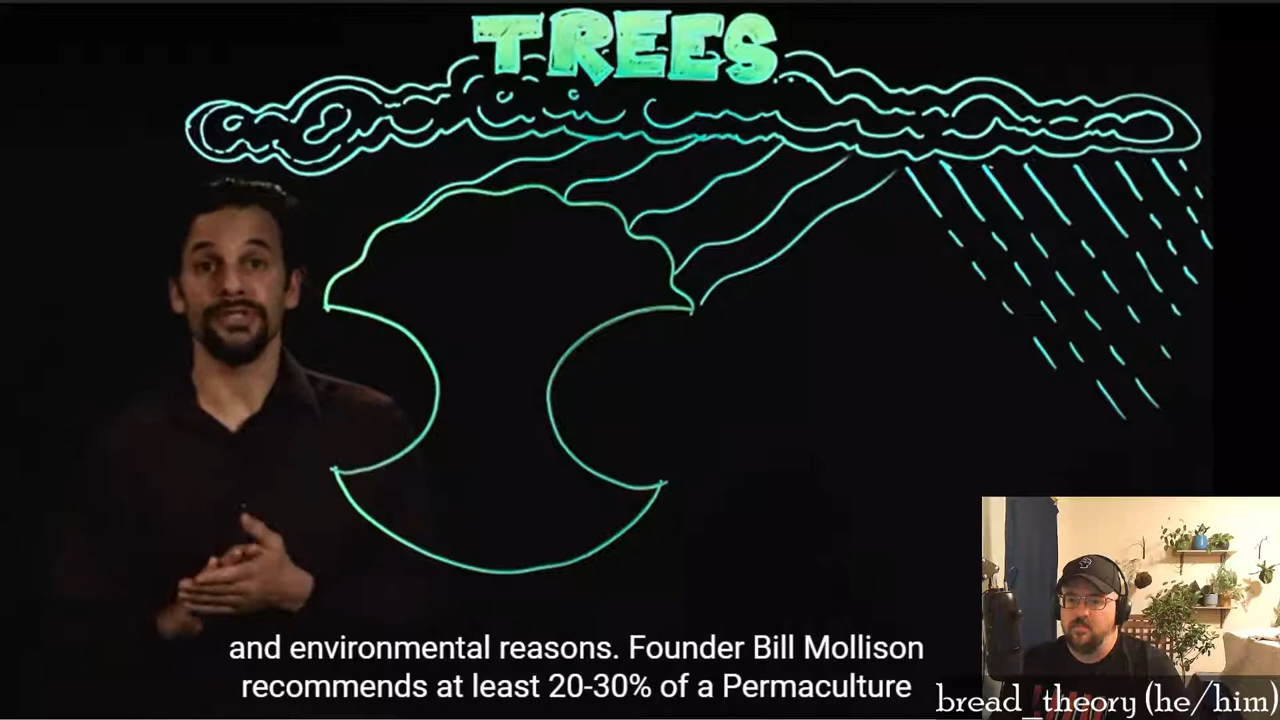 TREES
and environmental reasons. Founder Bill Mollison
recommends at least 20-30% of a Permaculture
bread_theory (he/him)